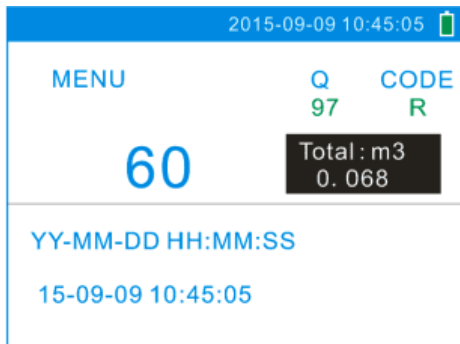 2015-09-09 10:45:05
MENU
Q
CODE
97
R
60
Total:m3
0.068
YY-MM-DD HH:MM:SS
15-09-09 10:45:05